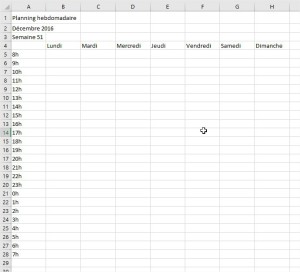 A B C D E F G H
1 Planning hebdomadaire
2 Décembre 2016
3 Semaine 51
4 Lundi Mardi Mercredi Jeudi Vendredi Samedi Dimanche
5 8h
6 9h
7 10h
8 11h
9 12h
10 13h
11 14h
12 15h
13 16h
14 17h
15 18h
16 19h
17 20h
18 21h
19 22h
20 23h
21 0h
22 1h
23 2h
24 3h
25 4h
26 5h
27 6h
28 7h
29